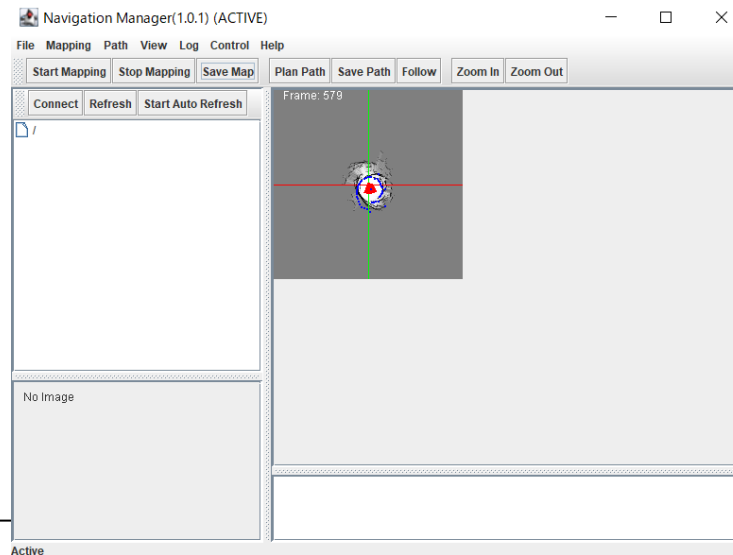 Navigation Manager(1.0.1) (ACTIVE)
File Mapping Path View Log Control Help
Start Mapping Stop Mapping Save Map Plan Path Save Path Follow Zoom In Zoom Out
Connect Refresh Start Auto Refresh
/
Frame: 579
No Image
Active